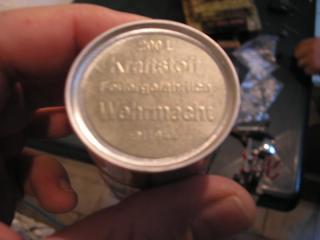 200 L
Kraftstoff
Feuergefährlich
Wehrmacht